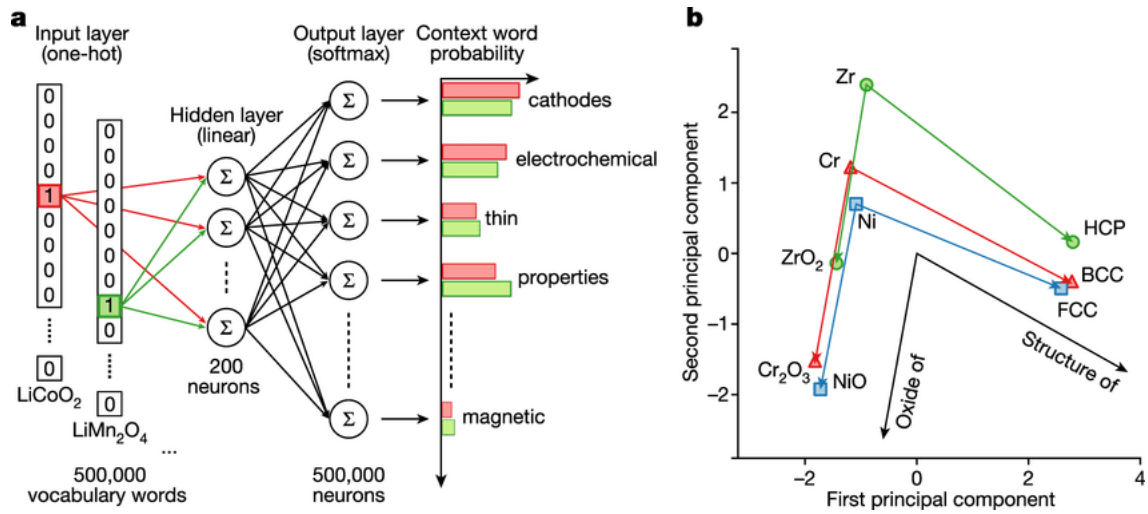 a
Input layer
(one-hot)
0
0
0
0
1
0
0
0
0
0
LiCoO₂
0
0
0
0
0
0
0
1
0
0
LiMn₂O₄
...
500,000
vocabulary words
Hidden layer
(linear)
Σ
Σ
Σ
200
neurons
Output layer
(softmax)
Σ
Σ
Σ
Σ
Σ
500,000
neurons
Context word
probability
cathodes
electrochemical
thin
properties
magnetic
b
Second principal component
2
1
0
−1
−2
Zr
Cr
Ni
ZrO₂
Cr₂O₃
NiO
HCP
BCC
FCC
Oxide of
Structure of
−2
0
2
4
First principal component